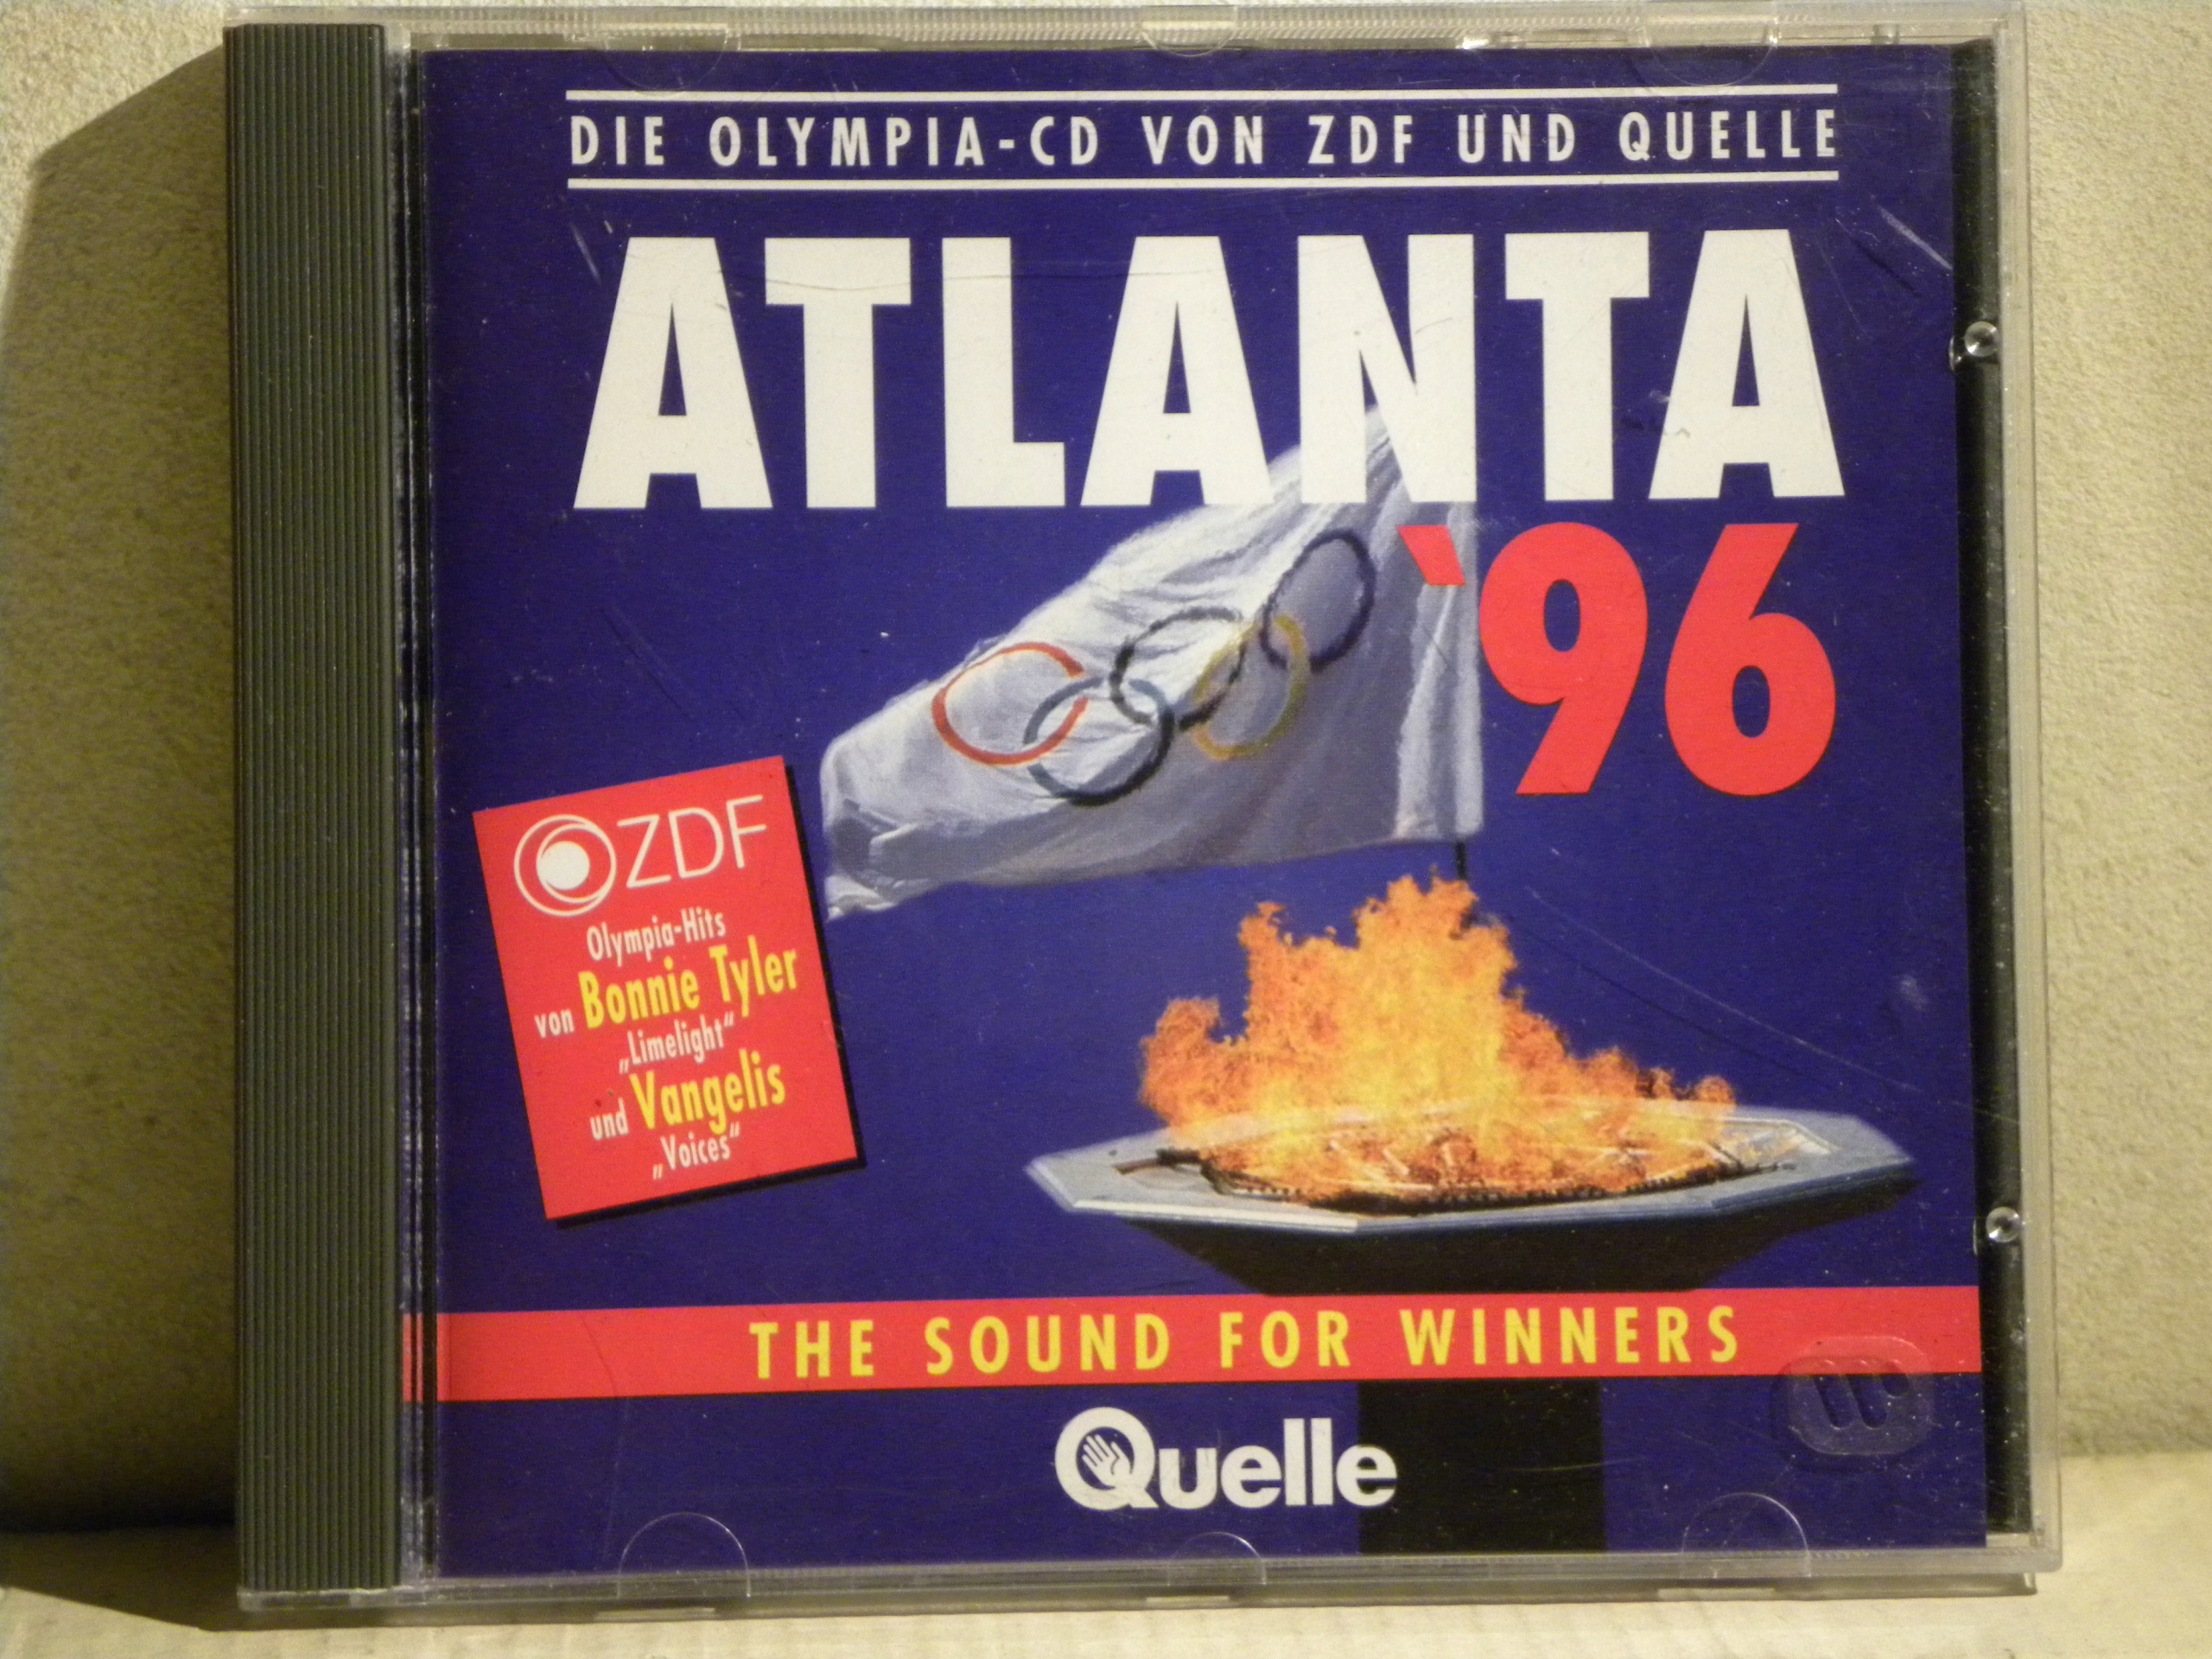 DIE OLYMPIA-CD VON ZDF UND QUELLE
ATLANTA
`96
ZDF
Olympia-Hits
von Bonnie Tyler
„Limelight“
und Vangelis
„Voices“
THE SOUND FOR WINNERS
Quelle